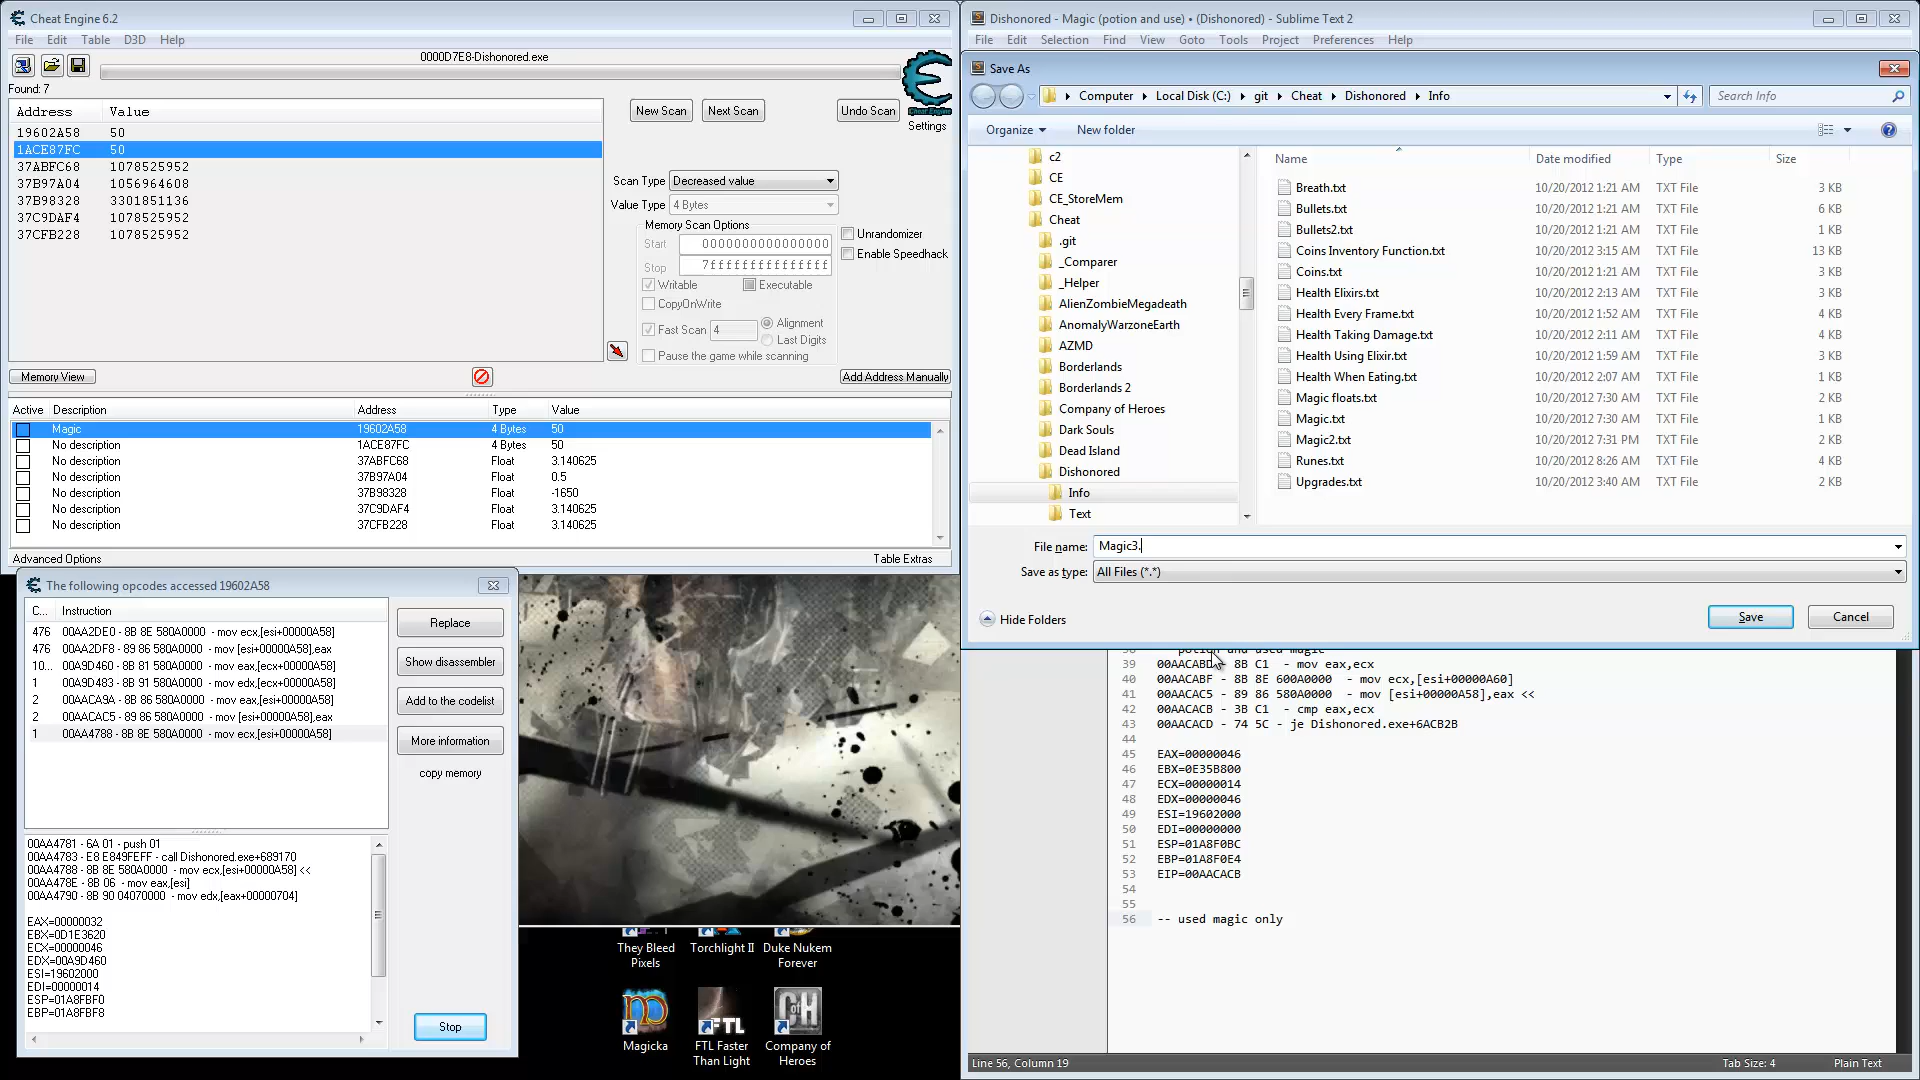 Cheat Engine 6.2
File Edit Table D3D Help
0000D7E8-Dishonored.exe
Found: 7
Settings
Address Value
19602A58 50
1ACE87FC 50
37ABFC68 1078525952
37B97A04 1056964608
37B98328 3301851136
37C9DAF4 1078525952
37CFB228 1078525952
New Scan Next Scan Undo Scan
Scan Type Decreased value
Value Type 4 Bytes
Memory Scan Options
Start 0000000000000000
Stop 7fffffffffffffff
Writable Executable
CopyOnWrite
Fast Scan 4 Alignment
Last Digits
Pause the game while scanning
Unrandomizer
Enable Speedhack
Memory View Add Address Manually
Active Description Address Type Value
Magic 19602A58 4 Bytes 50
No description 1ACE87FC 4 Bytes 50
No description 37ABFC68 Float 3.140625
No description 37B97A04 Float 0.5
No description 37B98328 Float -1650
No description 37C9DAF4 Float 3.140625
No description 37CFB228 Float 3.140625
Advanced Options Table Extras
The following opcodes accessed 19602A58
C... Instruction
476 00AA2DE0 - 8B 8E 580A0000 - mov ecx,[esi+00000A58]
476 00AA2DF8 - 89 86 580A0000 - mov [esi+00000A58],eax
10... 00A9D460 - 8B 81 580A0000 - mov eax,[ecx+00000A58]
1 00A9D483 - 8B 91 580A0000 - mov edx,[ecx+00000A58]
2 00AACA9A - 8B 86 580A0000 - mov eax,[esi+00000A58]
2 00AACAC5 - 89 86 580A0000 - mov [esi+00000A58],eax
1 00AA4788 - 8B 8E 580A0000 - mov ecx,[esi+00000A58]
Replace
Show disassembler
Add to the codelist
More information
copy memory
Stop
00AA4781 - 6A 01 - push 01
00AA4783 - E8 E849FEFF - call Dishonored.exe+689170
00AA4788 - 8B 8E 580A0000 - mov ecx,[esi+00000A58] <<
00AA478E - 8B 06 - mov eax,[esi]
00AA4790 - 8B 90 04070000 - mov edx,[eax+00000704]
EAX=00000032
EBX=0D1E3620
ECX=00000046
EDX=00A9D460
ESI=19602000
EDI=00000014
ESP=01A8FBF0
EBP=01A8FBF8
They Bleed Pixels
Torchlight II
Duke Nukem Forever
Magicka
FTL
FTL Faster Than Light
Company of Heroes
Dishonored - Magic (potion and use) • (Dishonored) - Sublime Text 2
File Edit Selection Find View Goto Tools Project Preferences Help
Save As
Computer Local Disk (C:) git Cheat Dishonored Info
Search Info
Organize New folder
c2
CE
CE_StoreMem
Cheat
.git
_Comparer
_Helper
AlienZombieMegadeath
AnomalyWarzoneEarth
AZMD
Borderlands
Borderlands 2
Company of Heroes
Dark Souls
Dead Island
Dishonored
Info
Text
Name Date modified Type Size
Breath.txt 10/20/2012 1:21 AM TXT File 3 KB
Bullets.txt 10/20/2012 1:21 AM TXT File 6 KB
Bullets2.txt 10/20/2012 1:21 AM TXT File 1 KB
Coins Inventory Function.txt 10/20/2012 3:15 AM TXT File 13 KB
Coins.txt 10/20/2012 1:21 AM TXT File 3 KB
Health Elixirs.txt 10/20/2012 2:13 AM TXT File 3 KB
Health Every Frame.txt 10/20/2012 1:52 AM TXT File 4 KB
Health Taking Damage.txt 10/20/2012 2:11 AM TXT File 4 KB
Health Using Elixir.txt 10/20/2012 1:59 AM TXT File 3 KB
Health When Eating.txt 10/20/2012 2:07 AM TXT File 1 KB
Magic floats.txt 10/20/2012 7:30 AM TXT File 2 KB
Magic.txt 10/20/2012 7:30 AM TXT File 1 KB
Magic2.txt 10/20/2012 7:31 PM TXT File 2 KB
Runes.txt 10/20/2012 8:26 AM TXT File 4 KB
Upgrades.txt 10/20/2012 3:40 AM TXT File 2 KB
File name: Magic3.
Save as type: All Files (*.*)
Hide Folders Save Cancel
38 potion and used magic
39 00AACABD - 8B C1 - mov eax,ecx
40 00AACABF - 8B 8E 600A0000 - mov ecx,[esi+00000A60]
41 00AACAC5 - 89 86 580A0000 - mov [esi+00000A58],eax <<
42 00AACACB - 3B C1 - cmp eax,ecx
43 00AACACD - 74 5C - je Dishonored.exe+6ACB2B
44
45 EAX=00000046
46 EBX=0E35B800
47 ECX=00000014
48 EDX=00000046
49 ESI=19602000
50 EDI=00000000
51 ESP=01A8F0BC
52 EBP=01A8F0E4
53 EIP=00AACACB
54
55
56 -- used magic only
Line 56, Column 19 Tab Size: 4 Plain Text